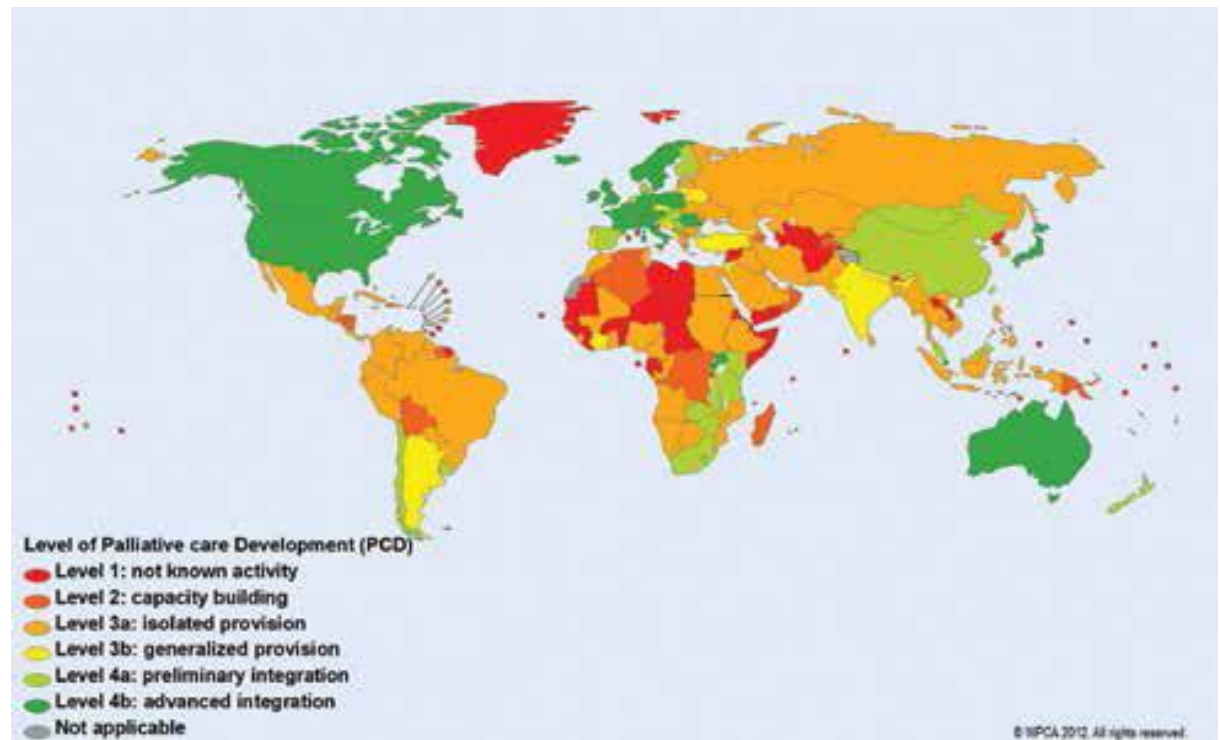 Level of Palliative care Development (PCD)
Level 1: not known activity
Level 2: capacity building
Level 3a: isolated provision
Level 3b: generalized provision
Level 4a: preliminary integration
Level 4b: advanced integration
Not applicable
© WPCA 2012. All rights reserved.